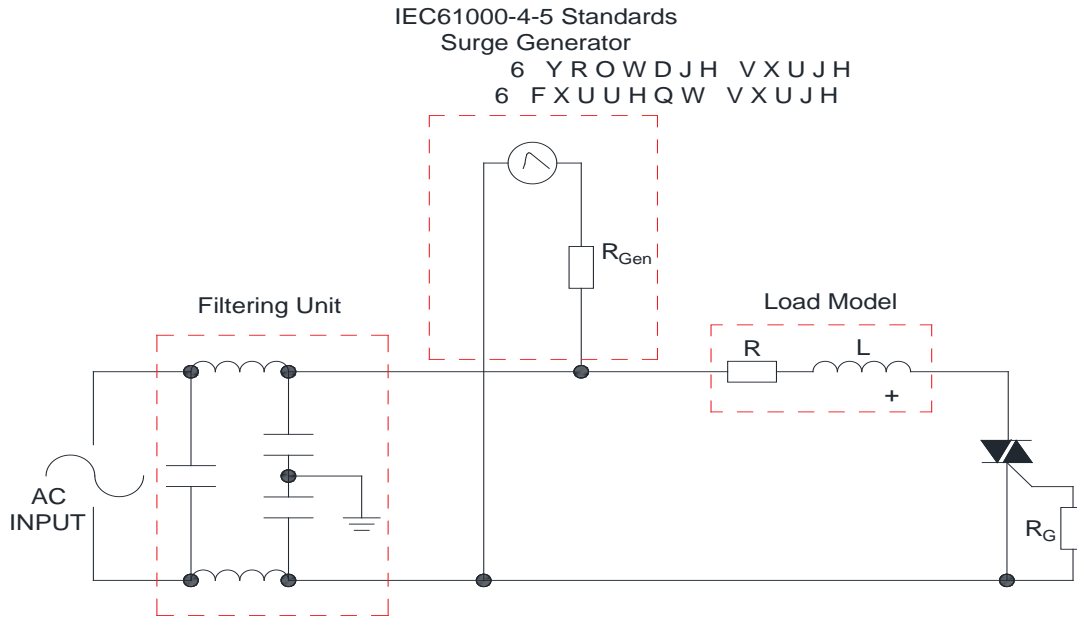 IEC61000-4-5 Standards
Surge Generator
6 YROWDJH VXUJH
6 FXUUHQW VXUJH
RGen
Filtering Unit
Load Model
R L
+
AC
INPUT
RG